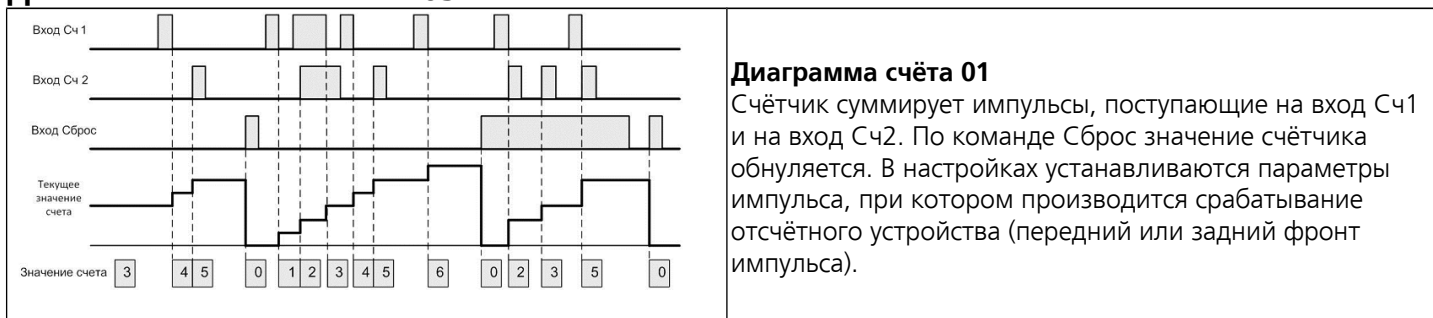 Вход Сч 1
Вход Сч 2
Вход Сброс
Текущее
значение
счета
Значение счета 3 4 5 0 1 2 3 4 5 6 0 2 3 5 0
Диаграмма счёта 01
Счётчик суммирует импульсы, поступающие на вход Сч1
и на вход Сч2. По команде Сброс значение счётчика
обнуляется. В настройках устанавливаются параметры
импульса, при котором производится срабатывание
отсчётного устройства (передний или задний фронт
импульса).